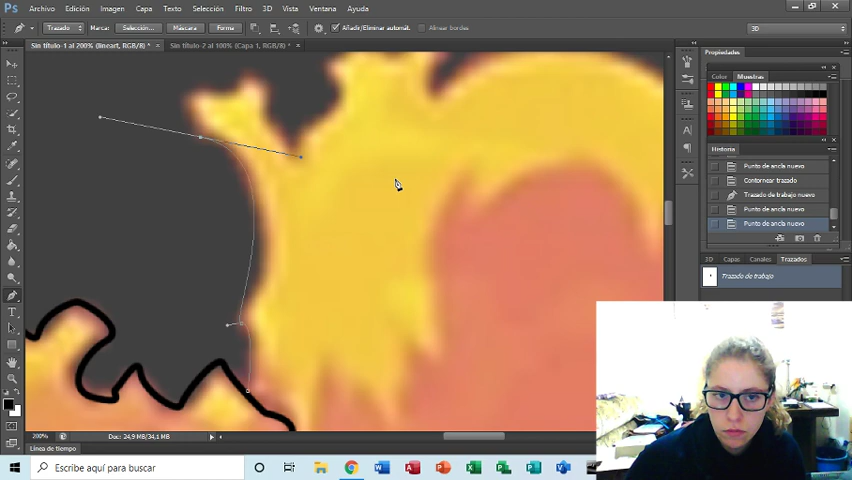 Archivo Edición Imagen Capa Texto Selección Filtro 3D Vista Ventana Ayuda
Trazado Marca: Selección... Máscara Forma Añadir/Eliminar automát. Alinear bordes 3D
Sin título-1 al 200% (lineart, RGB/8) * × Sin título-2 al 100% (Capa 1, RGB/8) * ×
Propiedades
Color Muestras
Historia
Punto de ancla nuevo
Contornear trazado
Trazado de trabajo nuevo
Punto de ancla nuevo
Punto de ancla nuevo
3D Capas Canales Trazados
Trazado de trabajo
200% Doc: 24,9 MB/34,1 MB
Línea de tiempo
Escribe aquí para buscar